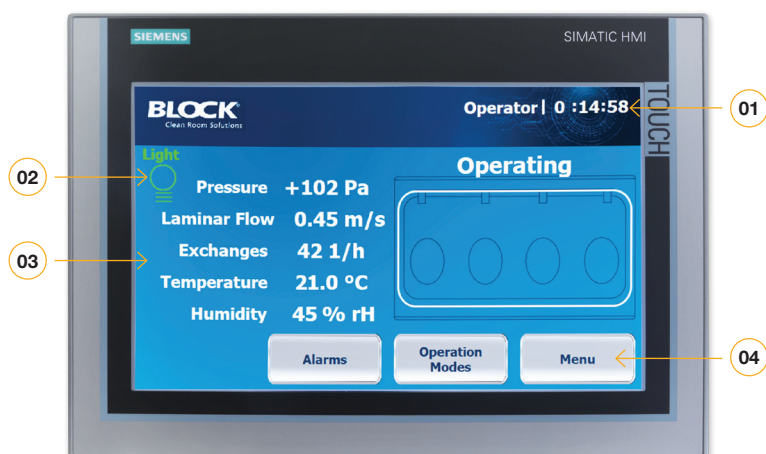 SIEMENS
SIMATIC HMI
TOUCH
BLOCK®
Clean Room Solutions
Operator | 0 :14:58
01
Light
02
Operating
Pressure +102 Pa
Laminar Flow 0.45 m/s
03
Exchanges 42 1/h
Temperature 21.0 °C
Humidity 45 % rH
Alarms
Operation
Modes
Menu
04